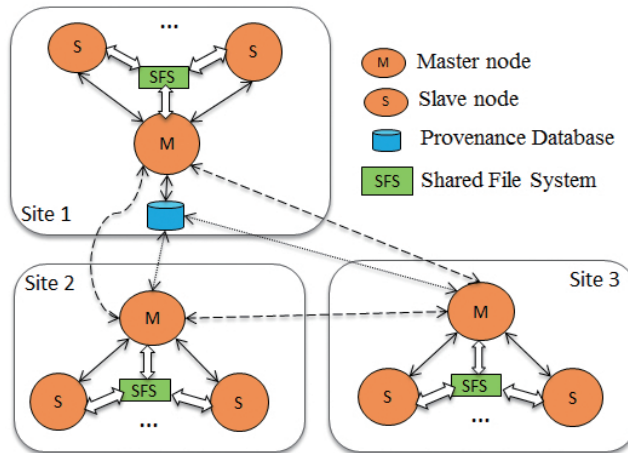 ...
S
S
SFS
M
Site 1
M
Master node
S
Slave node
Provenance Database
SFS
Shared File System
Site 2
M
SFS
S
S
...
Site 3
M
SFS
S
S
...